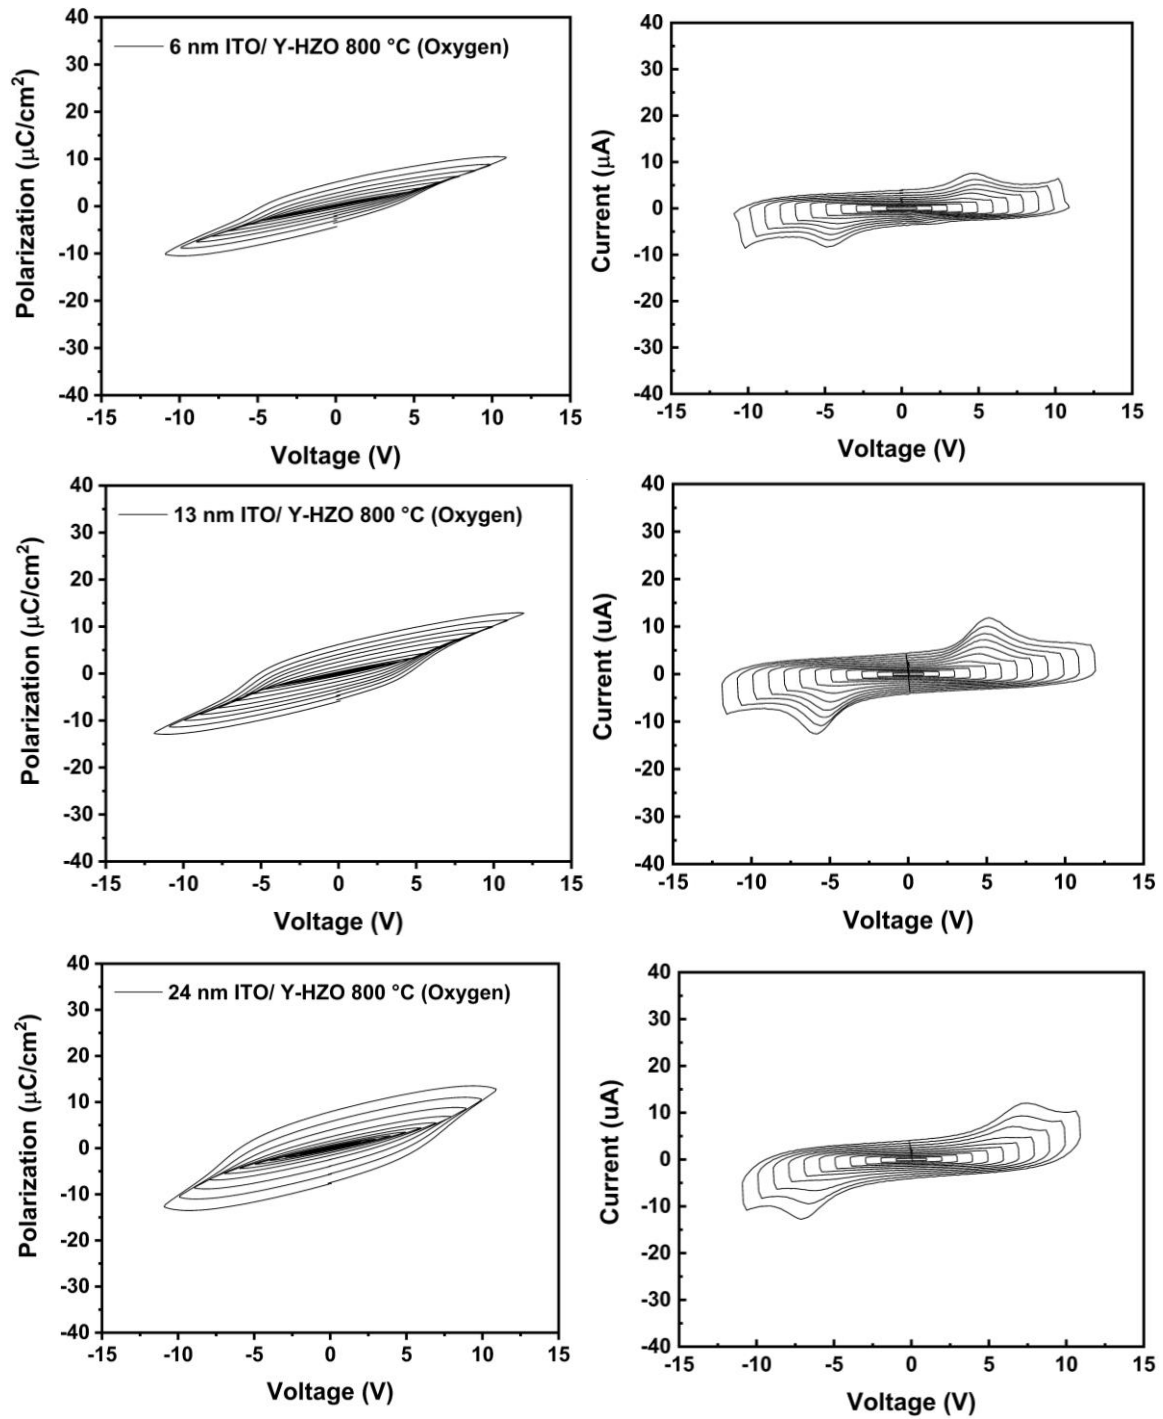 40
30
20
10
0
-10
-20
-30
-40
-15 -10 -5 0 5 10 15
Polarization (μC/cm²)
Voltage (V)
6 nm ITO/ Y-HZO 800 °C (Oxygen)
40
30
20
10
0
-10
-20
-30
-40
-15 -10 -5 0 5 10 15
Current (μA)
Voltage (V)
40
30
20
10
0
-10
-20
-30
-40
-15 -10 -5 0 5 10 15
Polarization (μC/cm²)
Voltage (V)
13 nm ITO/ Y-HZO 800 °C (Oxygen)
40
30
20
10
0
-10
-20
-30
-40
-15 -10 -5 0 5 10 15
Current (uA)
Voltage (V)
40
30
20
10
0
-10
-20
-30
-40
-15 -10 -5 0 5 10 15
Polarization (μC/cm²)
Voltage (V)
24 nm ITO/ Y-HZO 800 °C (Oxygen)
40
30
20
10
0
-10
-20
-30
-40
-15 -10 -5 0 5 10 15
Current (uA)
Voltage (V)